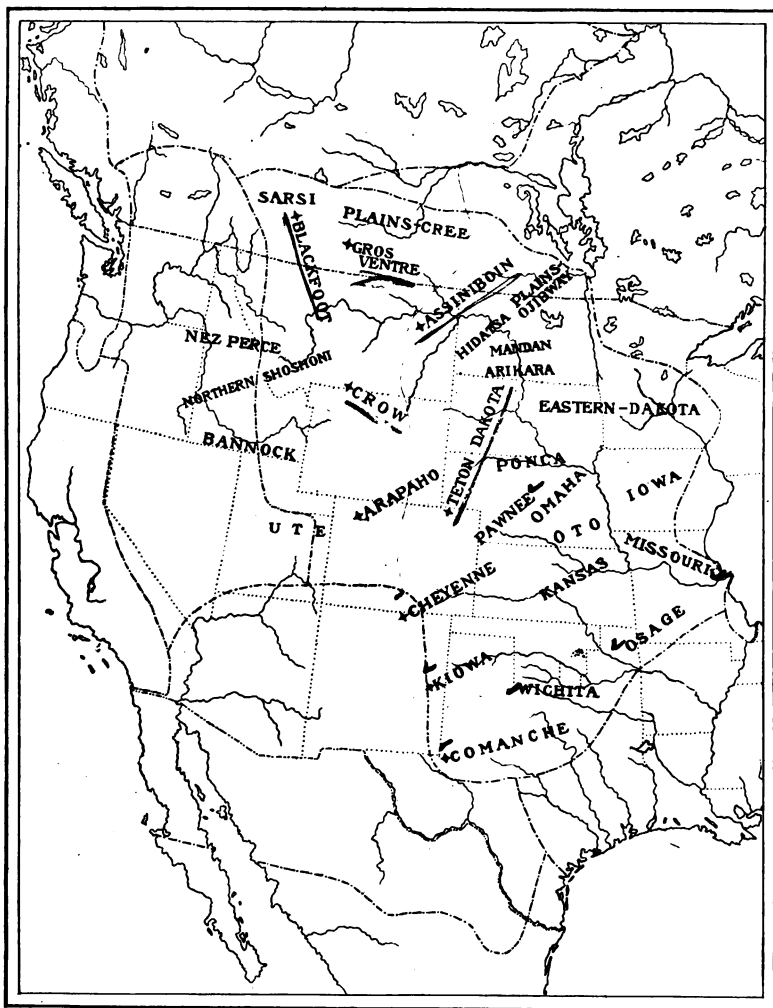 SARSI
PLAINS-CREE
+BLACKFOOT
+GROS
VENTRE
+ASSINIBOIN
PLAINS-
OJIBWAY
HIDATSA
MANDAN
ARIKARA
NEZ PERCE
NORTHERN SHOSHONI
+CROW
EASTERN-DAKOTA
BANNOCK
+TETON DAKOTA
PONCA
IOWA
+ARAPAHO
PAWNEE
OMAHA
UTE
OTO
MISSOURI
KANSAS
+CHEYENNE
OSAGE
+KIOWA
WICHITA
+COMANCHE